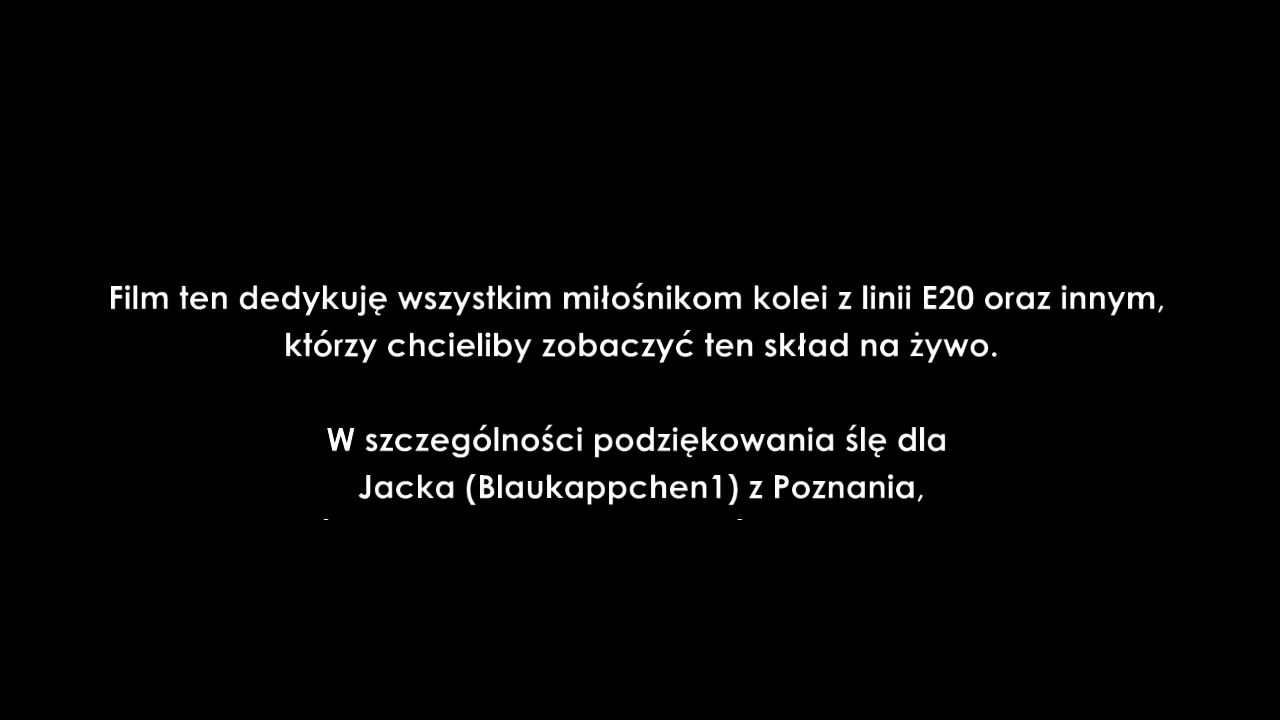 Film ten dedykuję wszystkim miłośnikom kolei z linii E20 oraz innym,
którzy chcieliby zobaczyć ten skład na żywo.
W szczególności podziękowania ślę dla
Jacka (Blaukappchen1) z Poznania,